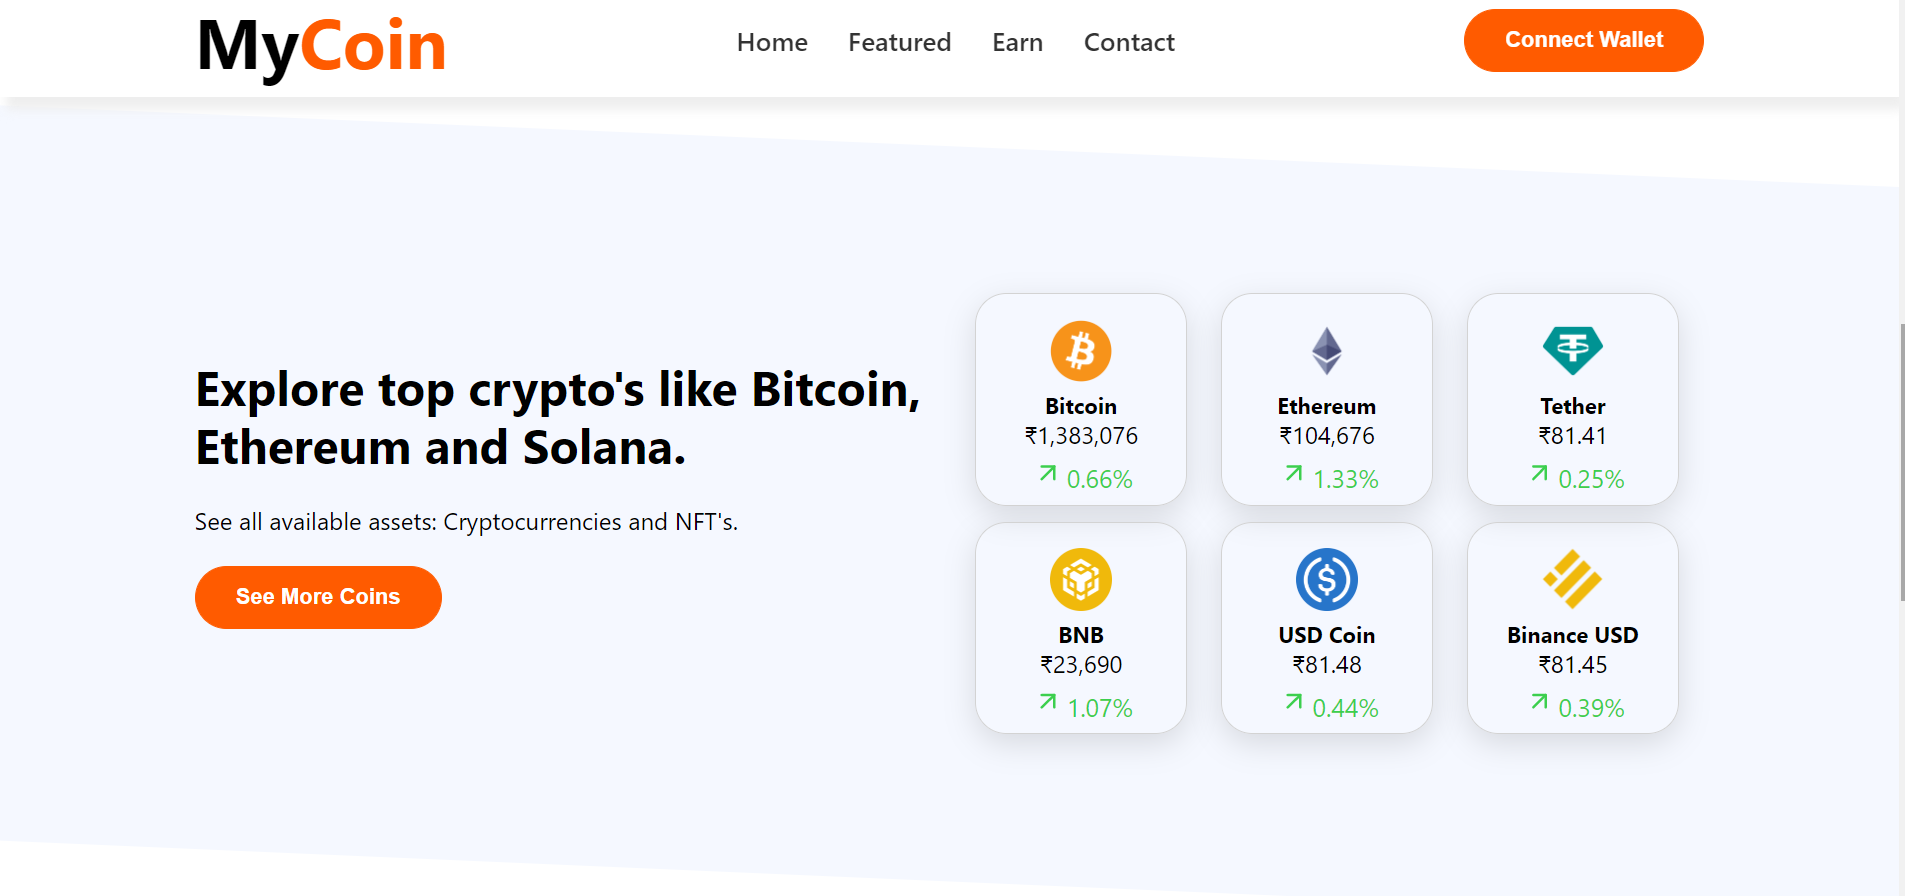 MyCoin
Home Featured Earn Contact
Connect Wallet
Explore top crypto's like Bitcoin,
Ethereum and Solana.
See all available assets: Cryptocurrencies and NFT's.
See More Coins
Bitcoin
₹1,383,076
0.66%
Ethereum
₹104,676
1.33%
Tether
₹81.41
0.25%
BNB
₹23,690
1.07%
USD Coin
₹81.48
0.44%
Binance USD
₹81.45
0.39%